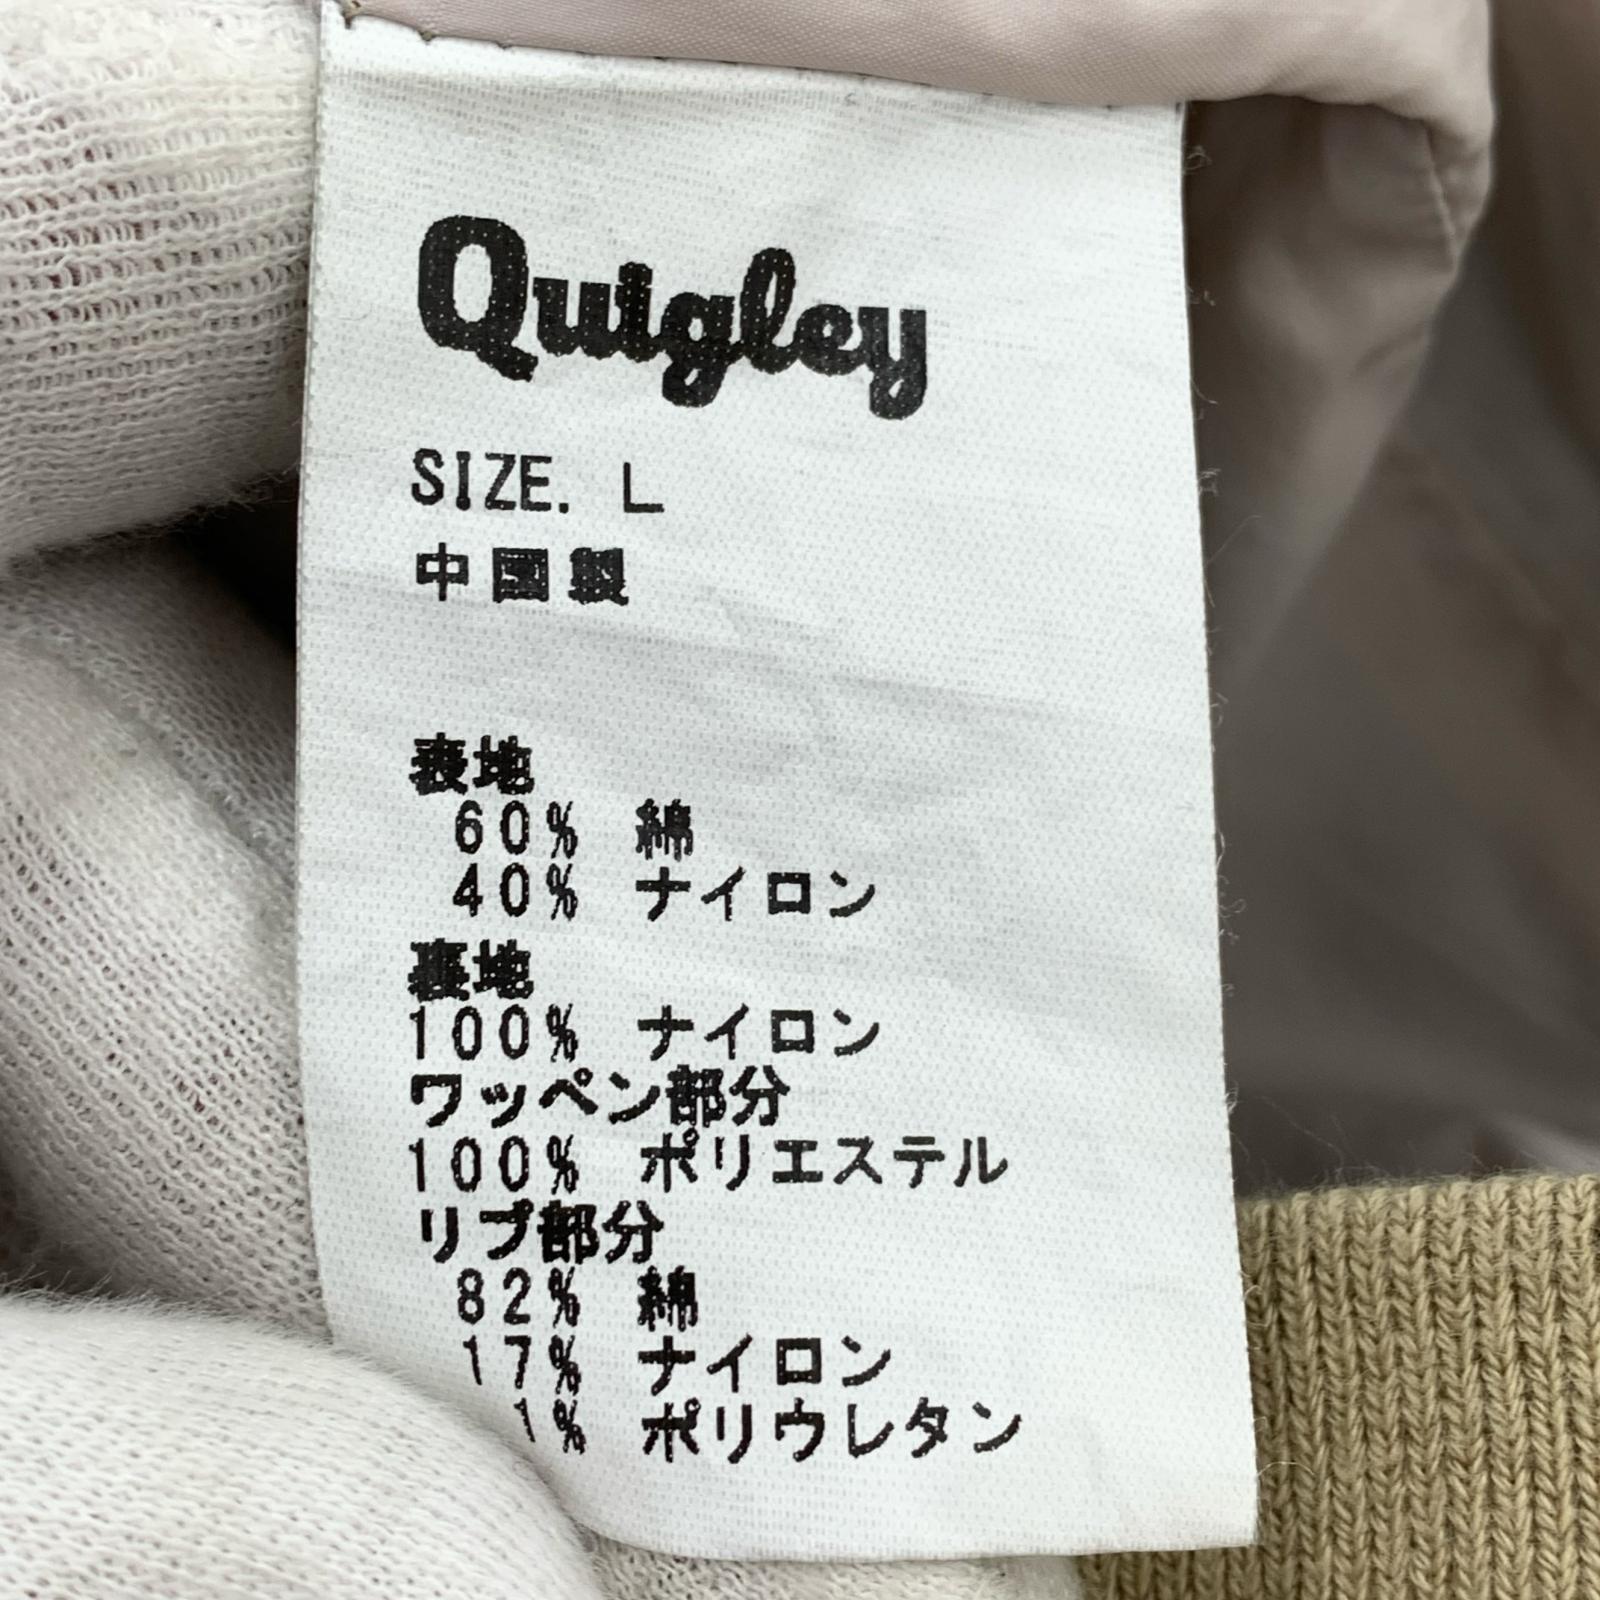 Quigley
SIZE. L
中国製
表地
60% 綿
40% ナイロン
裏地
100% ナイロン
ワッペン部分
100% ポリエステル
リブ部分
82% 綿
17% ナイロン
1% ポリウレタン